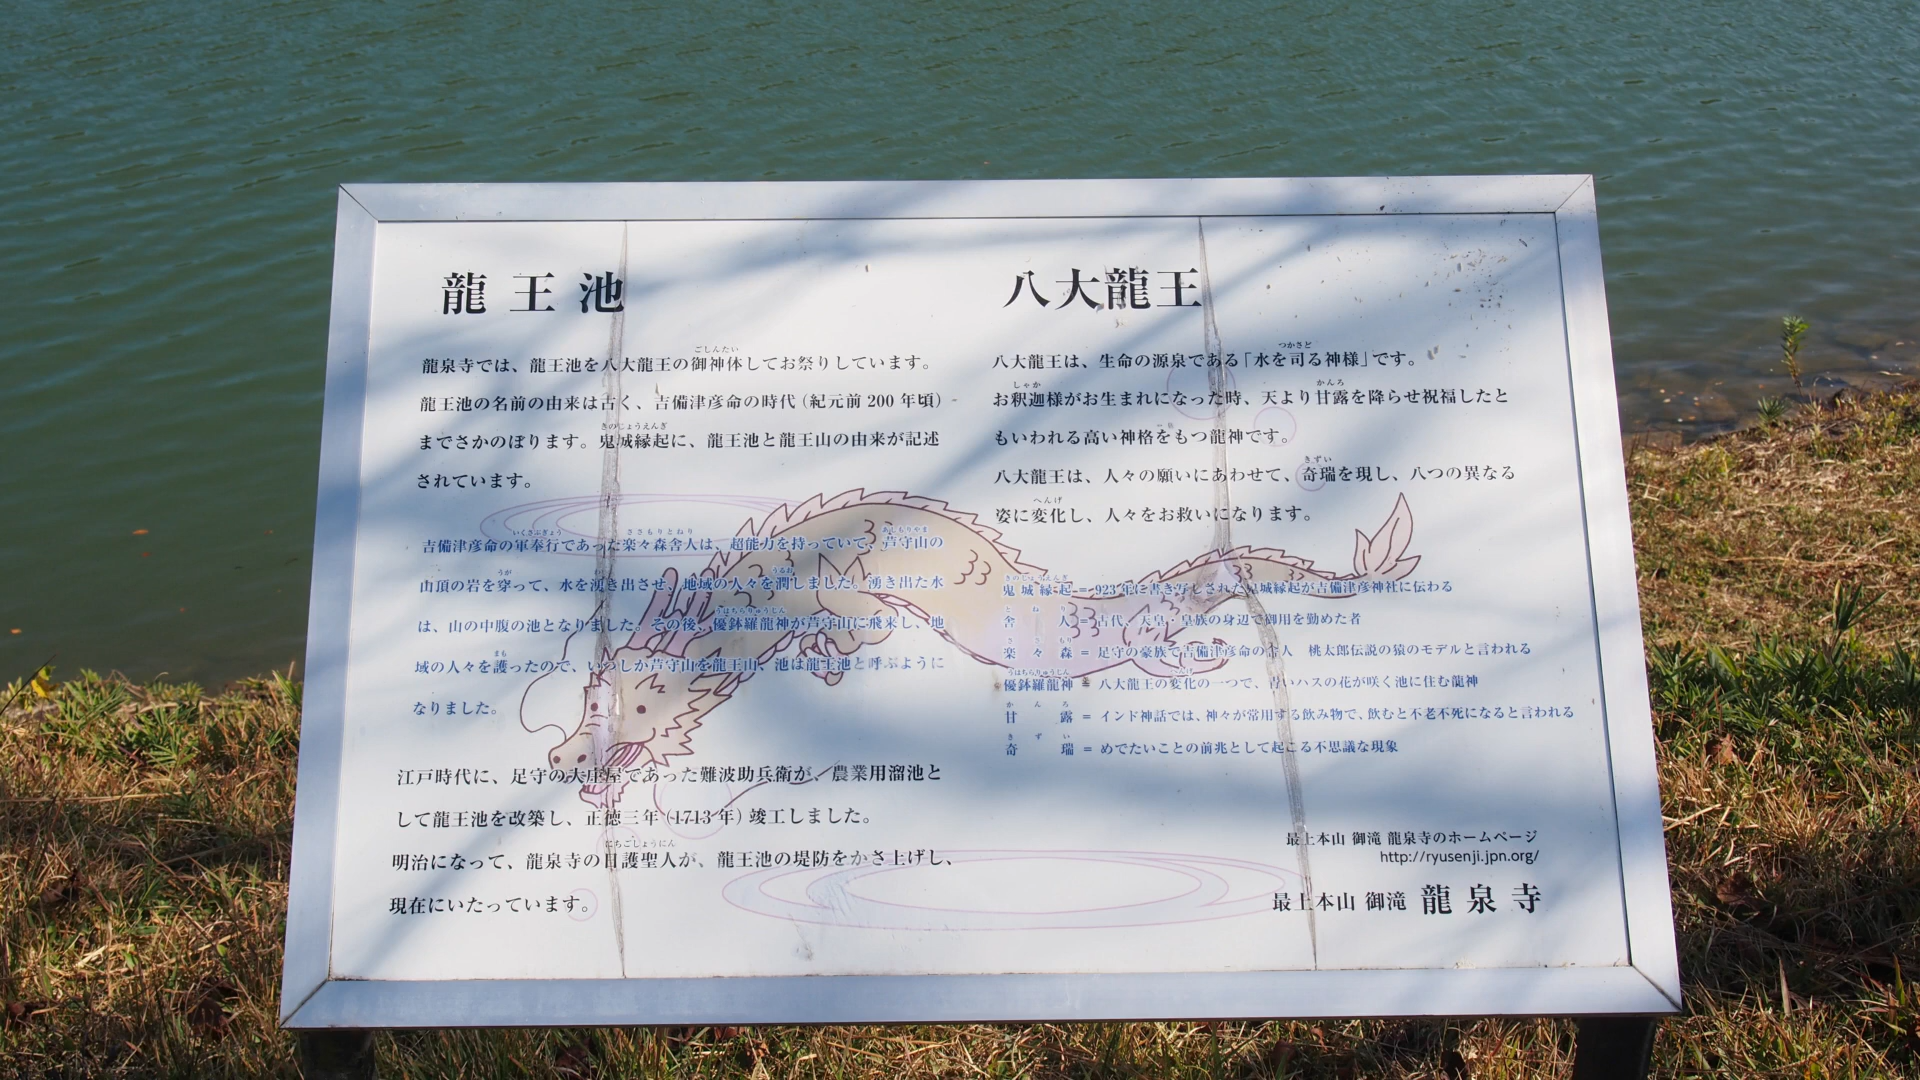 龍王池
龍泉寺では、龍王池を八大龍王の御神体してお祭りしています。
龍王池の名前の由来は古く、吉備津彦命の時代（紀元前200年頃）
までさかのぼります。鬼城縁起に、龍王池と龍王山の由来が記述
されています。
吉備津彦命の軍奉行であった楽々森舎人は、超能力を持っていて、芦守山の
山頂の岩を穿って、水を湧き出させ、地域の人々を潤しました。湧き出た水
は、山の中腹の池となりました。その後、優鉢羅龍神が芦守山に飛来し、地
域の人々を護ったので、いつしか芦守山を龍王山、池は龍王池と呼ぶように
なりました。
江戸時代に、足守の大庄屋であった難波助兵衛が、農業用溜池と
して龍王池を改築し、正徳三年（1713年）竣工しました。
明治になって、龍泉寺の日護聖人が、龍王池の堤防をかさ上げし、
現在にいたっています。
八大龍王
八大龍王は、生命の源泉である「水を司る神様」です。
お釈迦様がお生まれになった時、天より甘露を降らせ祝福したと
もいわれる高い神格をもつ龍神です。
八大龍王は、人々の願いにあわせて、奇瑞を現し、八つの異なる
姿に変化し、人々をお救いになります。
鬼城縁起＝923年に書き写しされた鬼城縁起が吉備津彦神社に伝わる
舎人＝古代、天皇・皇族の身辺で御用を勤めた者
楽々森＝足守の豪族で吉備津彦命の家人　桃太郎伝説の猿のモデルと言われる
優鉢羅龍神＝八大龍王の変化の一つで、青いハスの花が咲く池に住む龍神
甘露＝インド神話では、神々が常用する飲み物で、飲むと不老不死になると言われる
奇瑞＝めでたいことの前兆として起こる不思議な現象
最上本山 御滝 龍泉寺のホームページ
http://ryusenji.jpn.org/
最上本山 御滝 龍泉寺